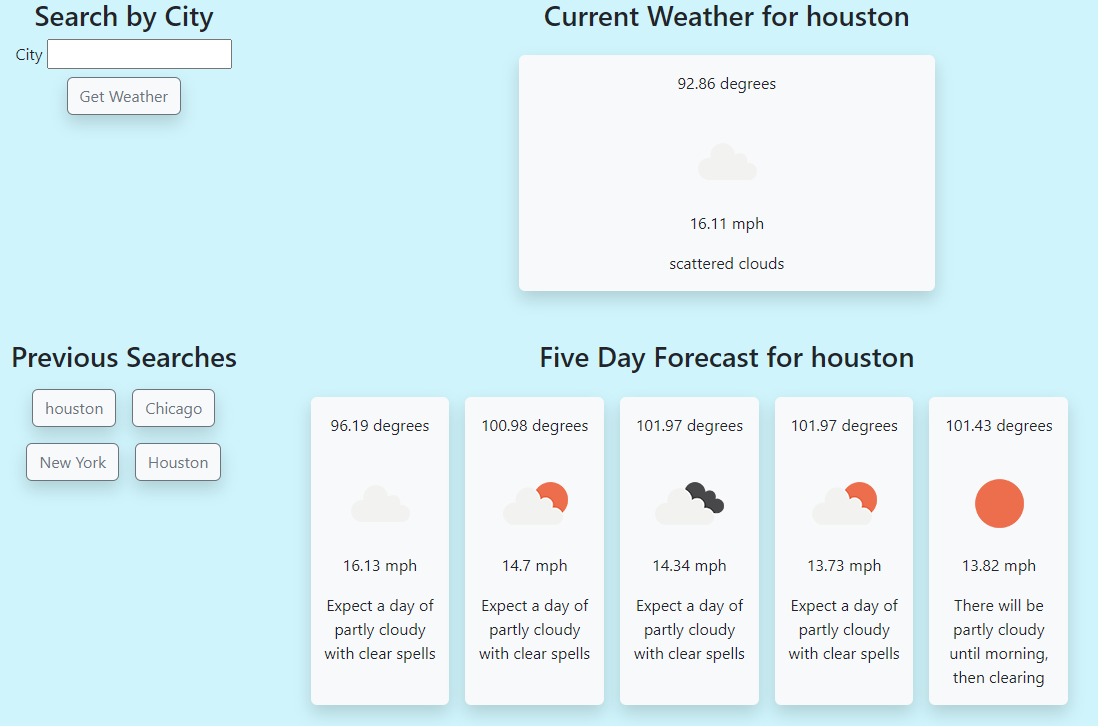 Search by City
City
Get Weather
Current Weather for houston
92.86 degrees
16.11 mph
scattered clouds
Previous Searches
houston
Chicago
New York
Houston
Five Day Forecast for houston
96.19 degrees
16.13 mph
Expect a day of
partly cloudy
with clear spells
100.98 degrees
14.7 mph
Expect a day of
partly cloudy
with clear spells
101.97 degrees
14.34 mph
Expect a day of
partly cloudy
with clear spells
101.97 degrees
13.73 mph
Expect a day of
partly cloudy
with clear spells
101.43 degrees
13.82 mph
There will be
partly cloudy
until morning,
then clearing